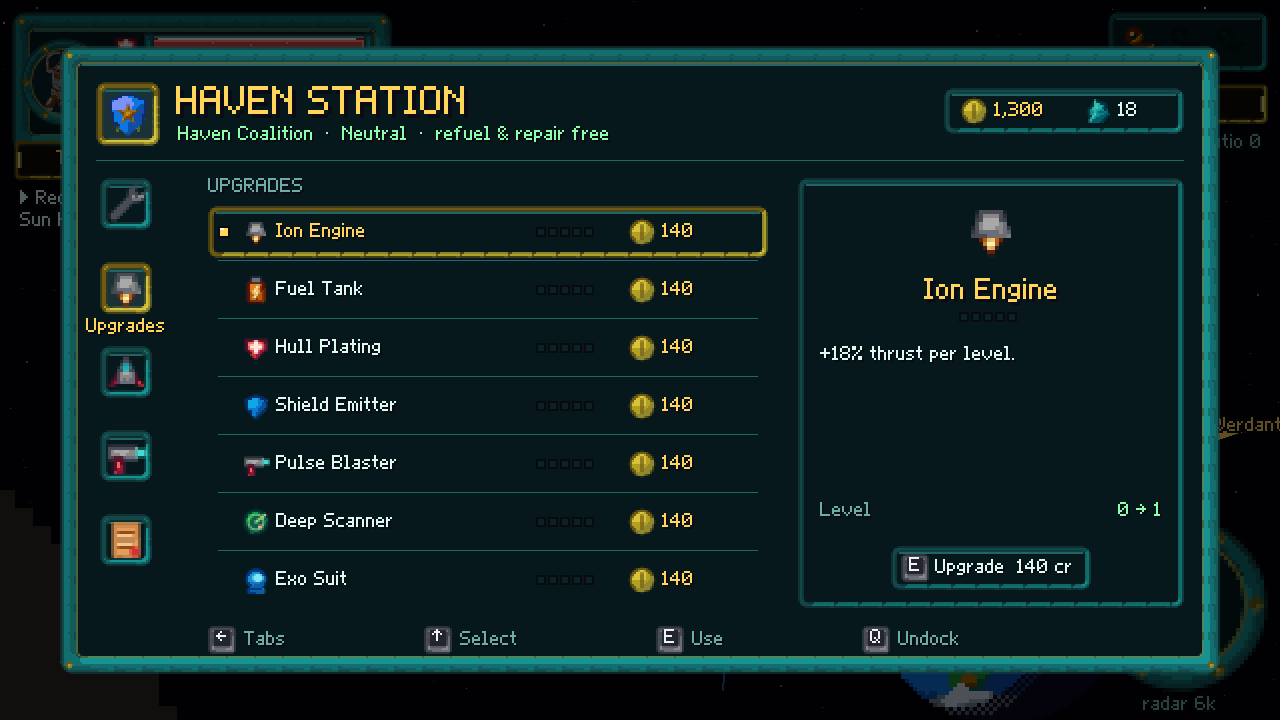 HAVEN STATION
Haven Coalition · Neutral · refuel & repair free
1,300 18
UPGRADES
Ion Engine 140
Fuel Tank 140
Hull Plating 140
Shield Emitter 140
Pulse Blaster 140
Deep Scanner 140
Exo Suit 140
Upgrades
Ion Engine
+18% thrust per level.
Level 0 → 1
E Upgrade 140 cr
← Tabs ↑ Select E Use Q Undock
Sun
radar 6k